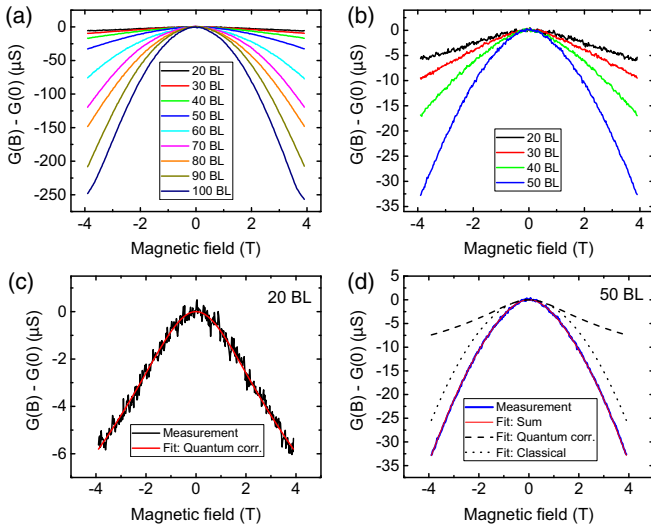 (a)
G(B) - G(0) (µS)
0
-50
-100
-150
-200
-250
20 BL
30 BL
40 BL
50 BL
60 BL
70 BL
80 BL
90 BL
100 BL
-4 -2 0 2 4
Magnetic field (T)
(b)
G(B) - G(0) (µS)
0
-5
-10
-15
-20
-25
-30
-35
20 BL
30 BL
40 BL
50 BL
-4 -2 0 2 4
Magnetic field (T)
(c)
20 BL
G(B) - G(0) (µS)
0
-2
-4
-6
Measurement
Fit: Quantum corr.
-4 -2 0 2 4
Magnetic field (T)
(d)
50 BL
G(B) - G(0) (µS)
5
0
-5
-10
-15
-20
-25
-30
-35
Measurement
Fit: Sum
Fit: Quantum corr.
Fit: Classical
-4 -2 0 2 4
Magnetic field (T)